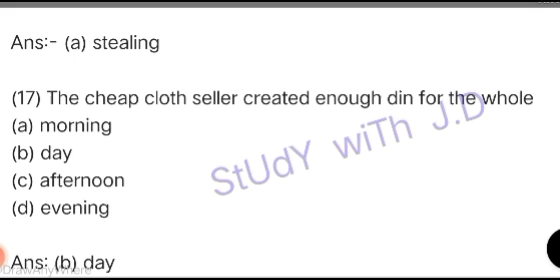 Ans:- (a) stealing
(17) The cheap cloth seller created enough din for the whole
(a) morning
(b) day
(c) afternoon
(d) evening
StUdY wiTh J.D
Ans: (b) day
DrawAnywhere